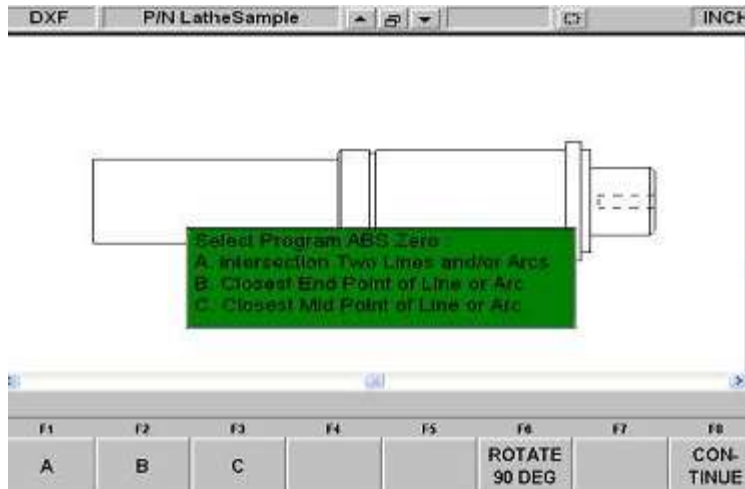 DXF P/N LatheSample INCH
Select Program ABS Zero :
A. Intersection Two Lines and/or Arcs
B. Closest End Point of Line or Arc
C. Closest Mid Point of Line or Arc
F1 F2 F3 F4 F5 F6 F7 F8
A B C ROTATE 90 DEG CON-TINUE